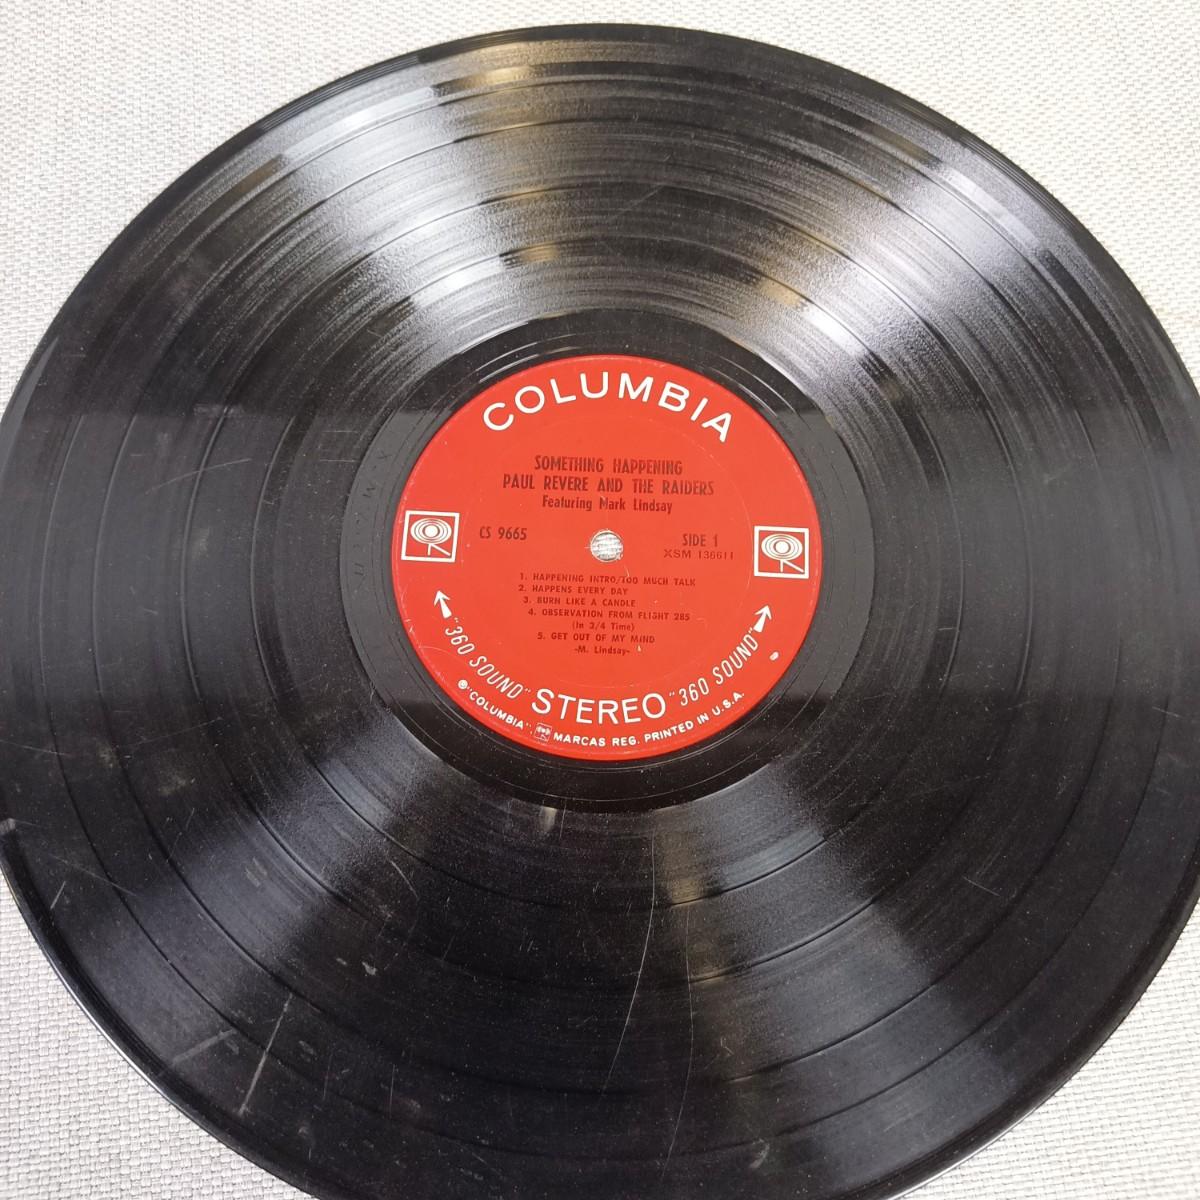 COLUMBIA
SOMETHING HAPPENING
PAUL REVERE AND THE RAIDERS
Featuring Mark Lindsay
CS 9665
SIDE 1
XSM 136611
1. HAPPENING INTRO/TOO MUCH TALK
2. HAPPENS EVERY DAY
3. BURN LIKE A CANDLE
4. OBSERVATION FROM FLIGHT 285
(In 3/4 Time)
5. GET OUT OF MY MIND
-M. Lindsay-
"360 SOUND" STEREO "360 SOUND"
® "COLUMBIA", MARCAS REG. PRINTED IN U.S.A.